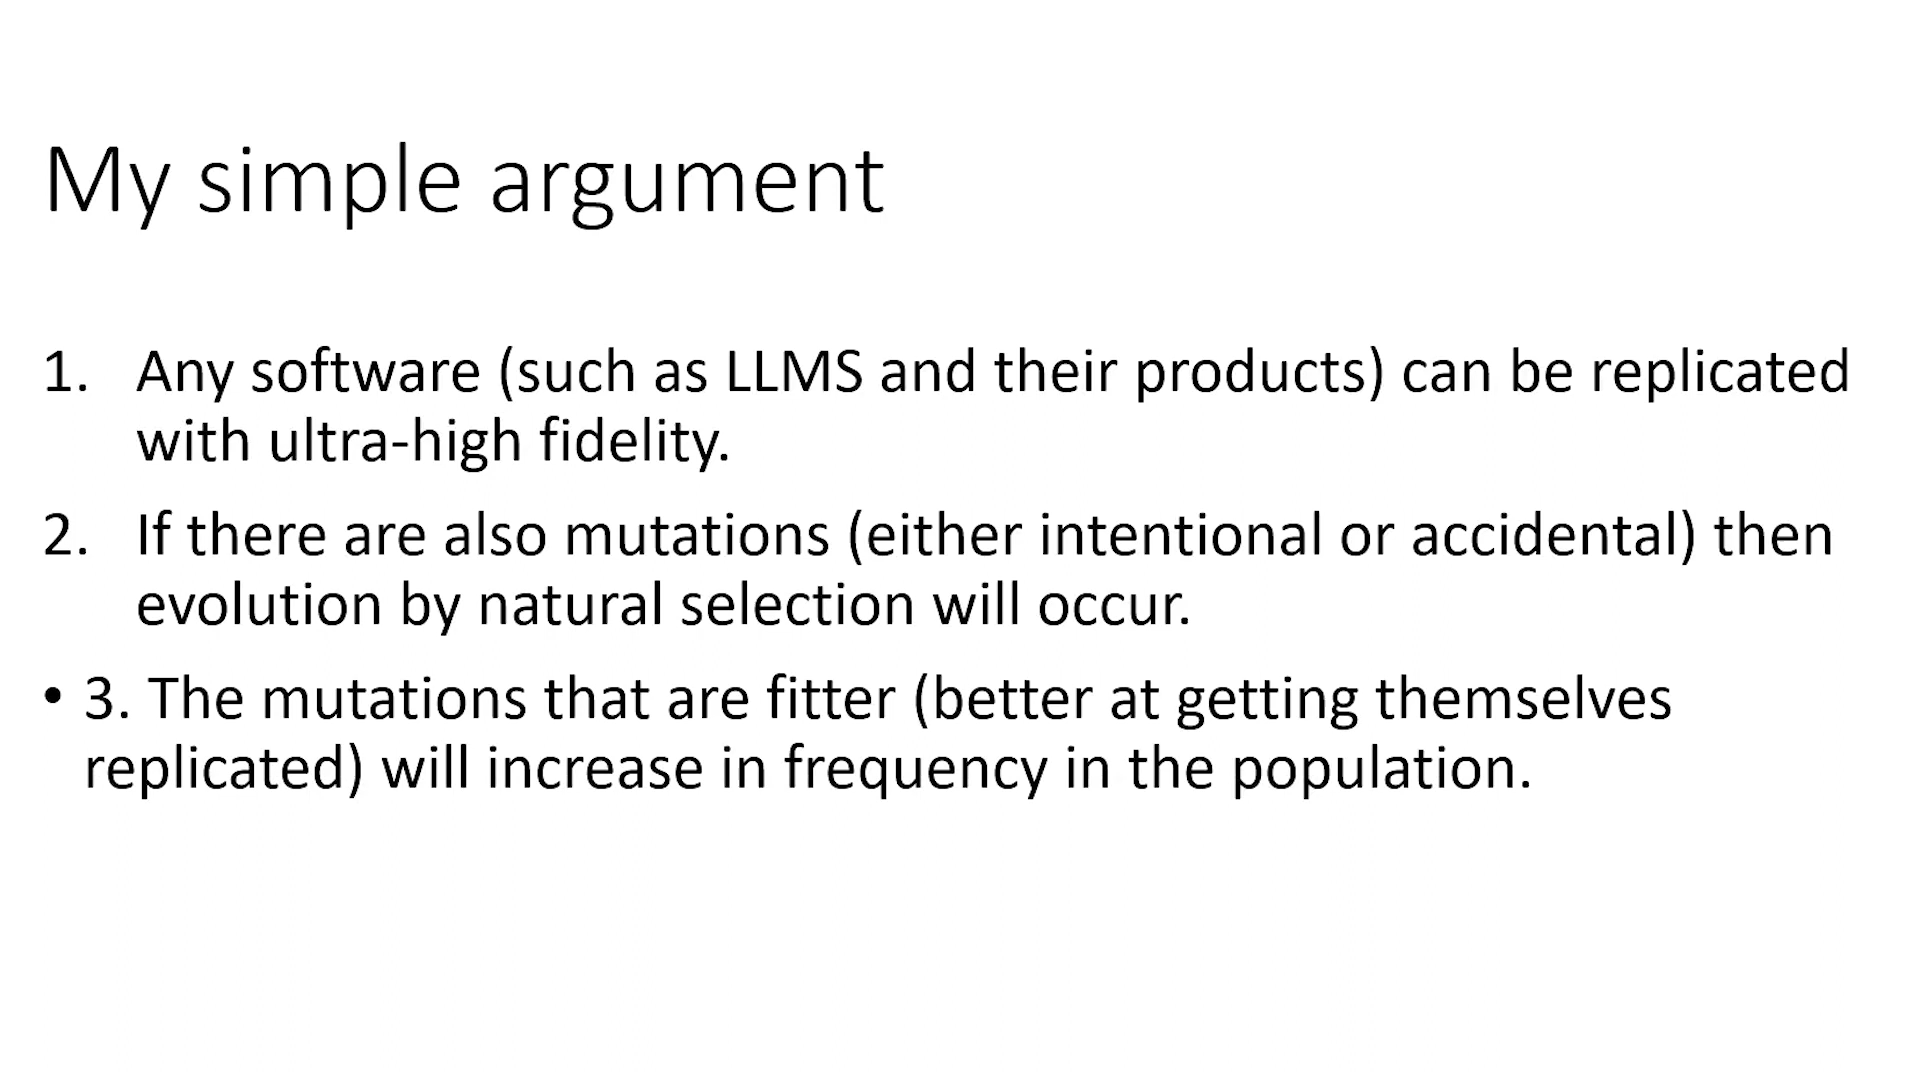 My simple argument
1. Any software (such as LLMS and their products) can be replicated
with ultra-high fidelity.
2. If there are also mutations (either intentional or accidental) then
evolution by natural selection will occur.
• 3. The mutations that are fitter (better at getting themselves
replicated) will increase in frequency in the population.